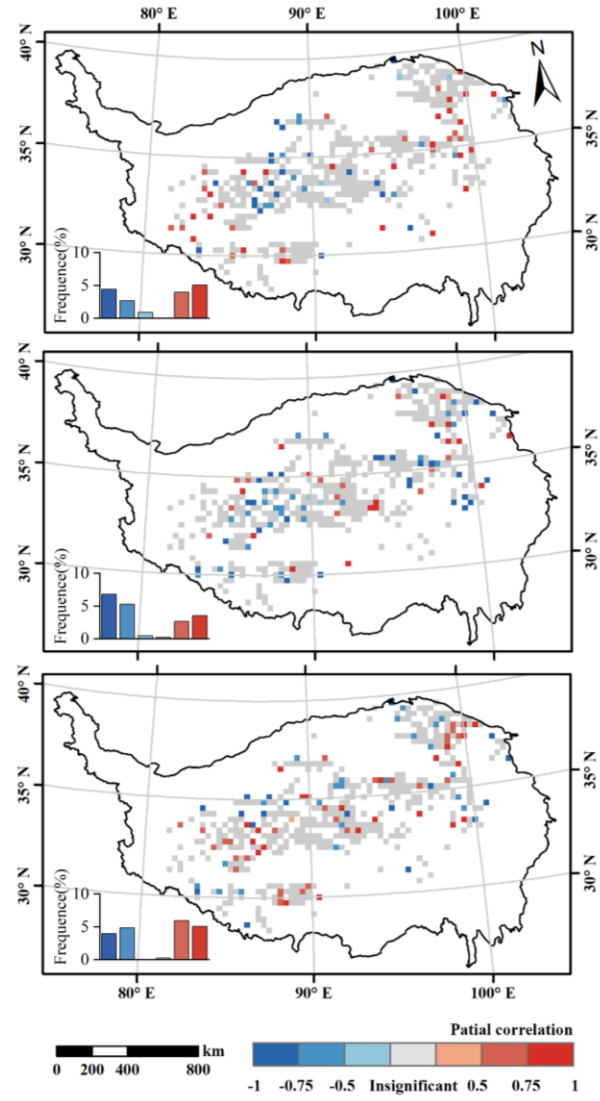 80° E 90° E 100° E
40° N
N
35° N 35° N
30° N 30° N
Frequence(%)
10
5
0
40° N
35° N 35° N
30° N 30° N
Frequence(%)
10
5
0
40° N
35° N 35° N
30° N 30° N
Frequence(%)
10
5
0
80° E 90° E 100° E
Patial correlation
km
0 200 400 800
-1 -0.75 -0.5 Insignificant 0.5 0.75 1